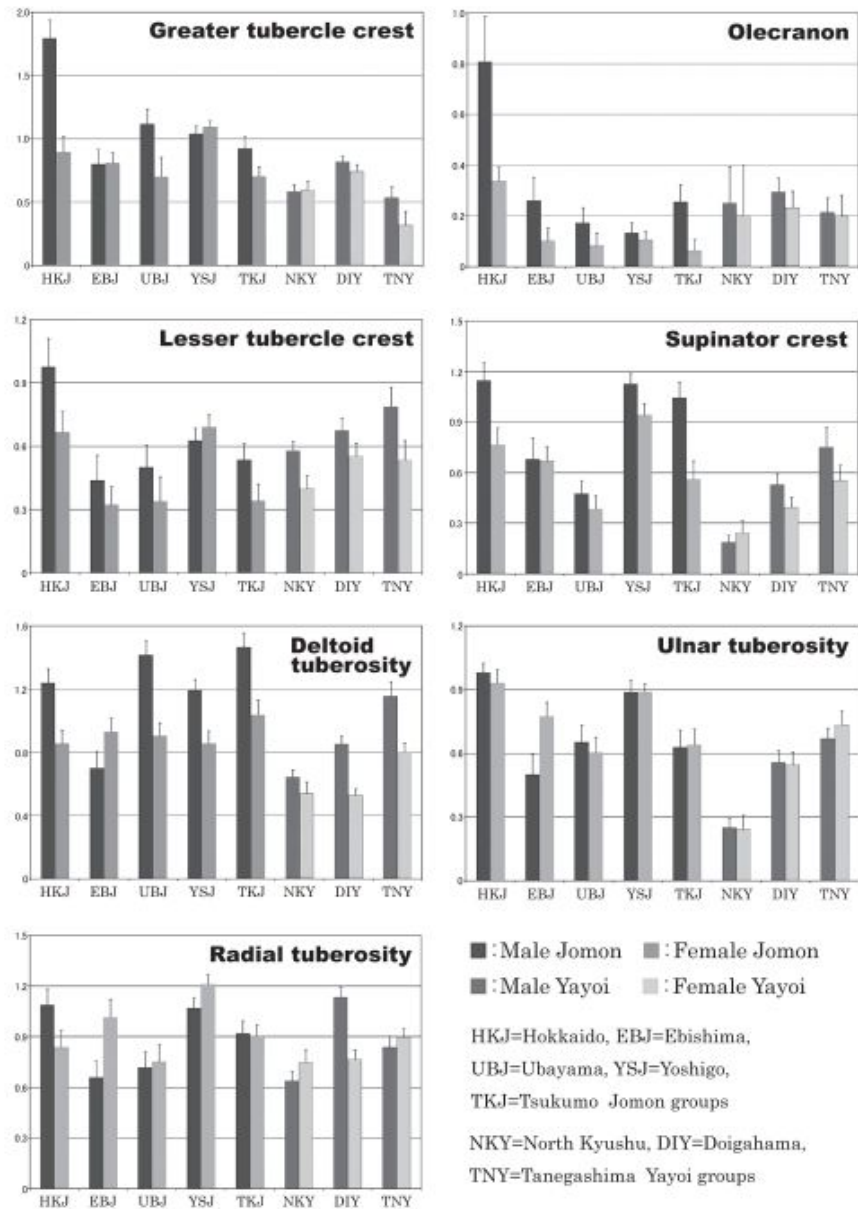 Greater tubercle crest
2.0
1.5
1.0
0.5
0
HKJ EBJ UBJ YSJ TKJ NKY DIY TNY
Olecranon
1.0
0.8
0.6
0.4
0.2
0
HKJ EBJ UBJ YSJ TKJ NKY DIY TNY
Lesser tubercle crest
1.2
0.9
0.6
0.3
0
HKJ EBJ UBJ YSJ TKJ NKY DIY TNY
Supinator crest
1.5
1.2
0.9
0.6
0.3
0
HKJ EBJ UBJ YSJ TKJ NKY DIY TNY
Deltoid
tuberosity
1.6
1.2
0.8
0.4
0
HKJ EBJ UBJ YSJ TKJ NKY DIY TNY
Ulnar tuberosity
1.2
0.9
0.6
0.3
0
HKJ EBJ UBJ YSJ TKJ NKY DIY TNY
Radial tuberosity
1.5
1.2
0.9
0.6
0.3
0
HKJ EBJ UBJ YSJ TKJ NKY DIY TNY
:Male Jomon :Female Jomon
:Male Yayoi :Female Yayoi
HKJ=Hokkaido, EBJ=Ebishima,
UBJ=Ubayama, YSJ=Yoshigo,
TKJ=Tsukumo Jomon groups
NKY=North Kyushu, DIY=Doigahama,
TNY=Tanegashima Yayoi groups